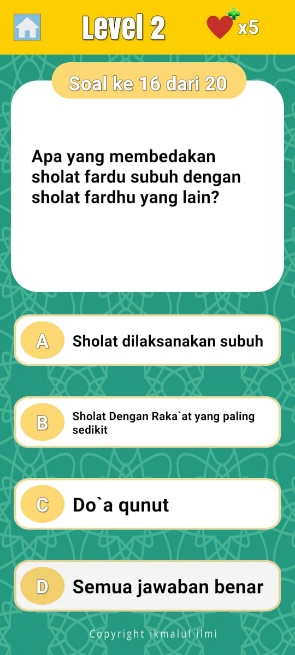 Level 2
x5
Soal ke 16 dari 20
Apa yang membedakan
sholat fardu subuh dengan
sholat fardhu yang lain?
A Sholat dilaksanakan subuh
B Sholat Dengan Raka`at yang paling
sedikit
C Do`a qunut
D Semua jawaban benar
Copyright ikmalul ilmi